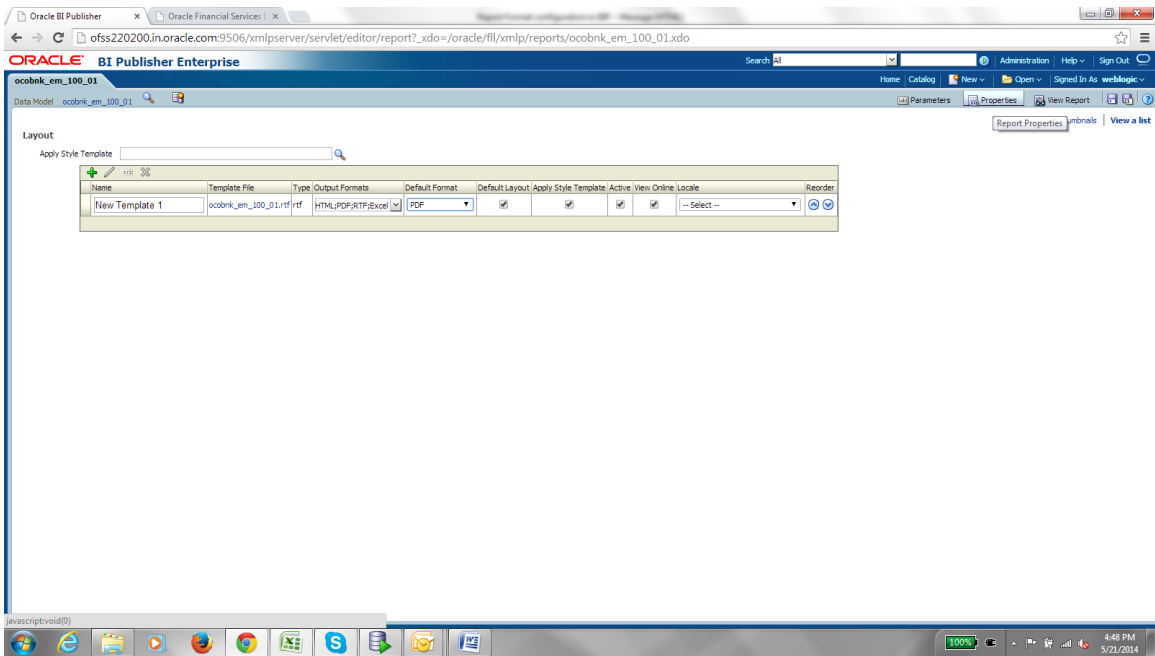 Oracle BI Publisher × Oracle Financial Services L ×
ofss220200.in.oracle.com:9506/xmlpserver/servlet/editor/report?_xdo=/oracle/fll/xmlp/reports/ocobnk_em_100_01.xdo
ORACLE BI Publisher Enterprise Search All Administration Help Sign Out
ocobnk_em_100_01 Home Catalog New Open Signed In As weblogic
Data Model ocobnk_em_100_01 Parameters Properties View Report
Report Properties umbnails View a list
Layout
Apply Style Template
Name Template File Type Output Formats Default Format Default Layout Apply Style Template Active View Online Locale Reorder
New Template 1 ocobnk_em_100_01.rtf rtf HTML;PDF;RTF;Excel PDF -- Select --
javascript:void(0)
100% 4:48 PM
5/21/2014